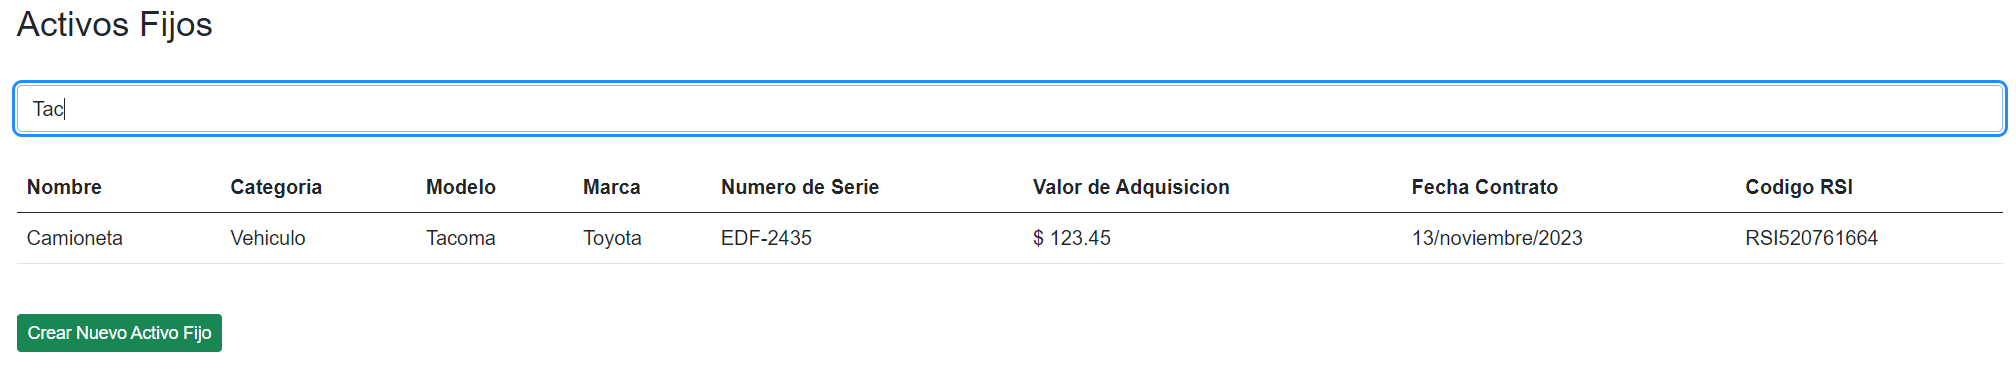 Activos Fijos
Tac
Nombre Categoria Modelo Marca Numero de Serie Valor de Adquisicion Fecha Contrato Codigo RSI
Camioneta Vehiculo Tacoma Toyota EDF-2435 $ 123.45 13/noviembre/2023 RSI520761664
Crear Nuevo Activo Fijo